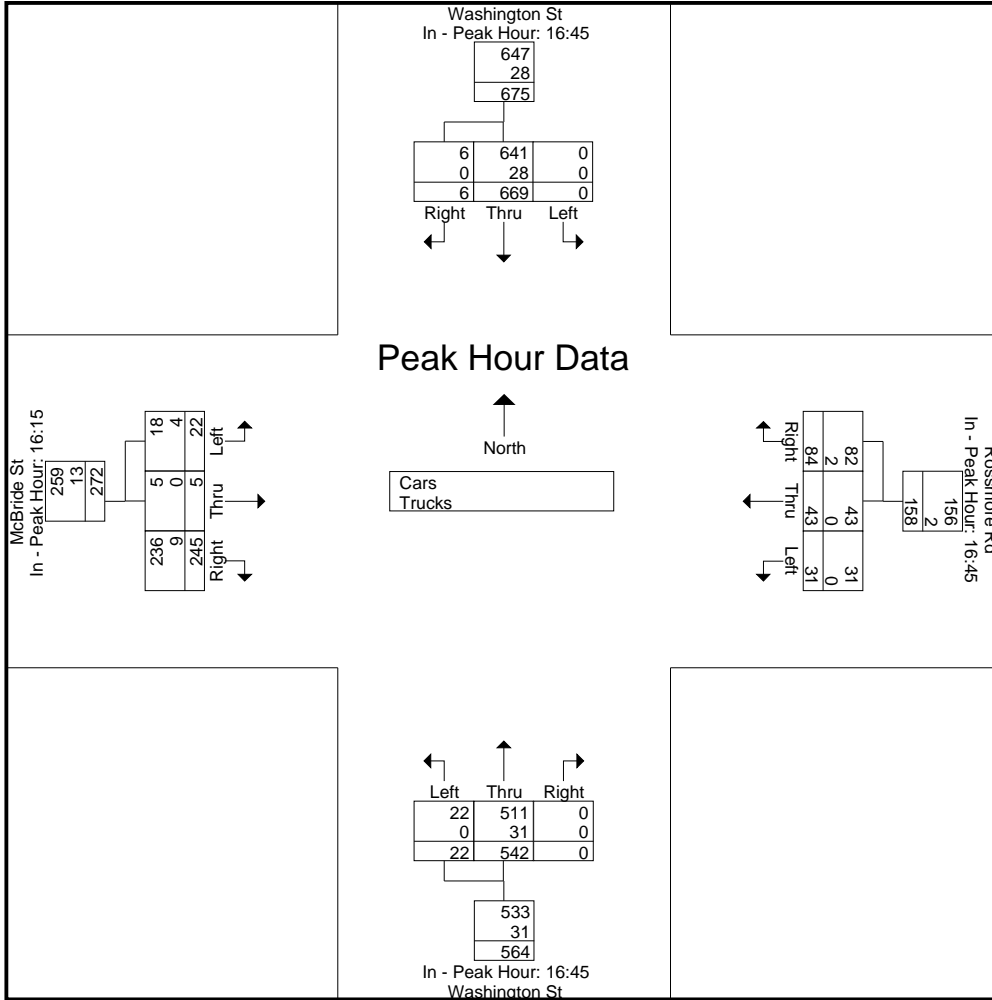 Washington St
In - Peak Hour: 16:45
647
28
675
6 641 0
0 28 0
6 669 0
Right Thru Left
Peak Hour Data
North
Cars
Trucks
McBride St
In - Peak Hour: 16:15
259
13
272
18 4 22
5 0 5
236 9 245
Left
Thru
Right
Rossmore Rd
In - Peak Hour: 16:45
156
2
158
82 2 84
43 0 43
31 0 31
Right
Thru
Left
Left Thru Right
22 511 0
0 31 0
22 542 0
533
31
564
In - Peak Hour: 16:45
Washington St